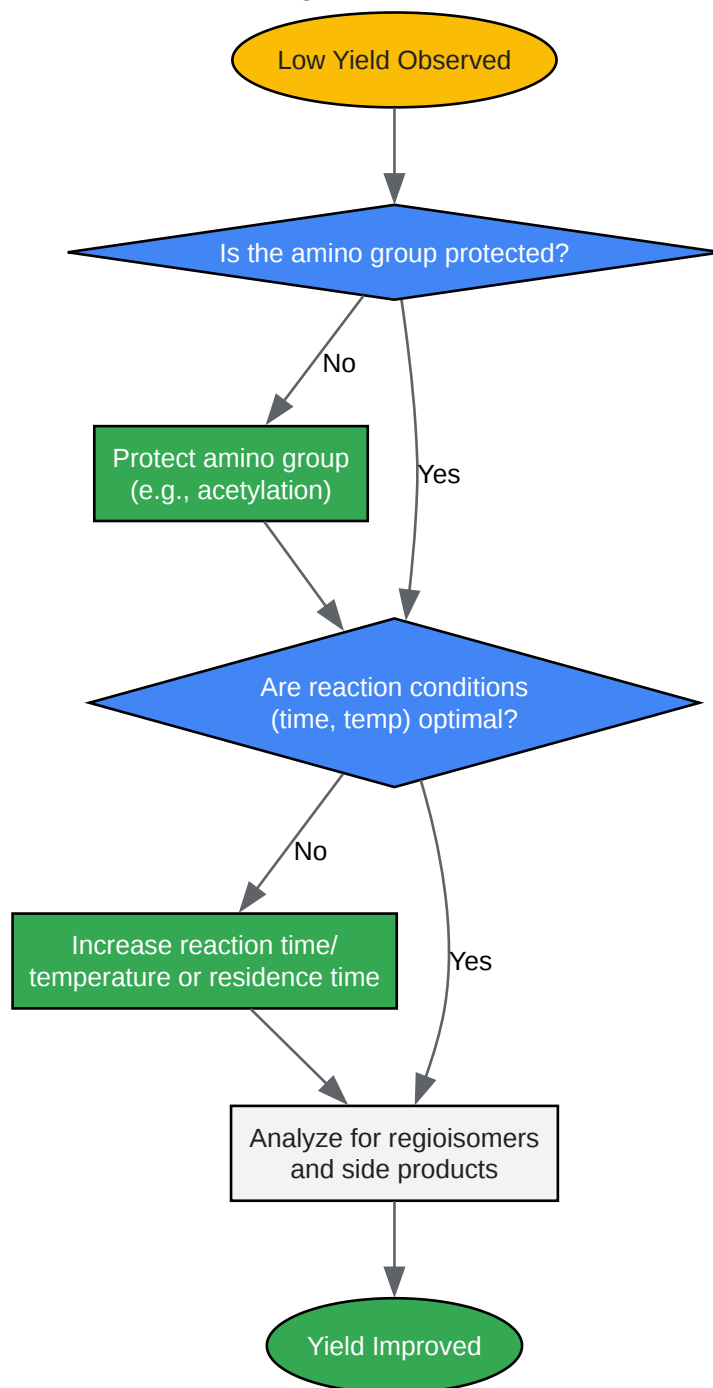 Low Yield Observed
Is the amino group protected?
No
Protect amino group
(e.g., acetylation)
Yes
Are reaction conditions
(time, temp) optimal?
No
Increase reaction time/
temperature or residence time
Yes
Analyze for regioisomers
and side products
Yield Improved